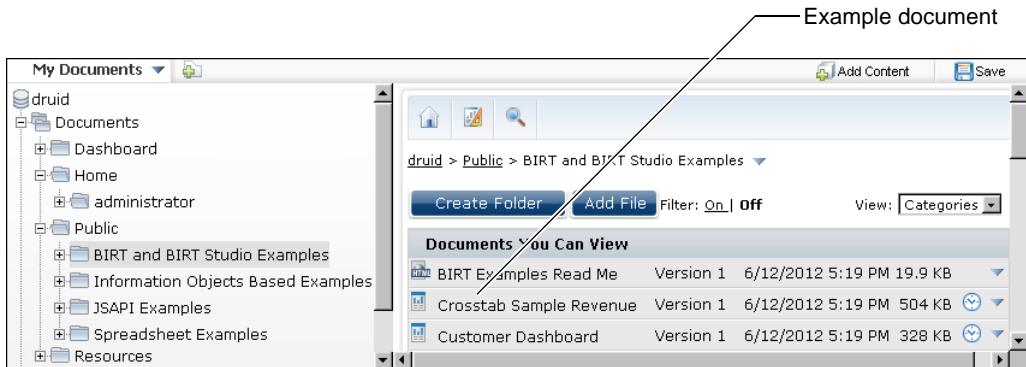 Example document
My Documents
Add Content
Save
druid
Documents
Dashboard
Home
administrator
Public
BIRT and BIRT Studio Examples
Information Objects Based Examples
JSAPI Examples
Spreadsheet Examples
Resources
druid > Public > BIRT and BIRT Studio Examples
Create Folder Add File Filter: On | Off View: Categories
Documents You Can View
BIRT Examples Read Me Version 1 6/12/2012 5:19 PM 19.9 KB
Crosstab Sample Revenue Version 1 6/12/2012 5:19 PM 504 KB
Customer Dashboard Version 1 6/12/2012 5:19 PM 328 KB